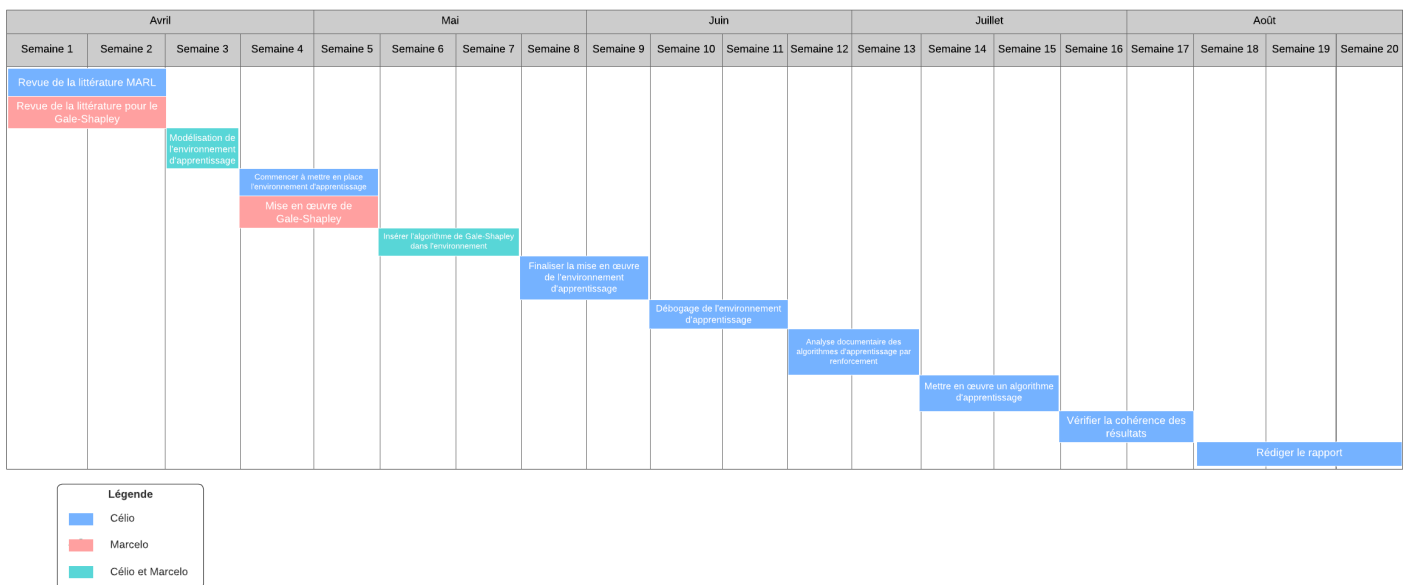 Avril Mai Juin Juillet Août
Semaine 1 Semaine 2 Semaine 3 Semaine 4 Semaine 5 Semaine 6 Semaine 7 Semaine 8 Semaine 9 Semaine 10 Semaine 11 Semaine 12 Semaine 13 Semaine 14 Semaine 15 Semaine 16 Semaine 17 Semaine 18 Semaine 19 Semaine 20
Revue de la littérature MARL
Revue de la littérature pour le
Gale-Shapley
Modélisation de
l'environnement
d'apprentissage
Commencer à mettre en place
l'environnement d'apprentissage
Mise en œuvre de
Gale-Shapley
Insérer l'algorithme de Gale-Shapley
dans l'environnement
Finaliser la mise en œuvre
de l'environnement
d'apprentissage
Débogage de l'environnement
d'apprentissage
Analyse documentaire des
algorithmes d'apprentissage par
renforcement
Mettre en œuvre un algorithme
d'apprentissage
Vérifier la cohérence des
résultats
Rédiger le rapport
Légende
Célio
Marcelo
Célio et Marcelo